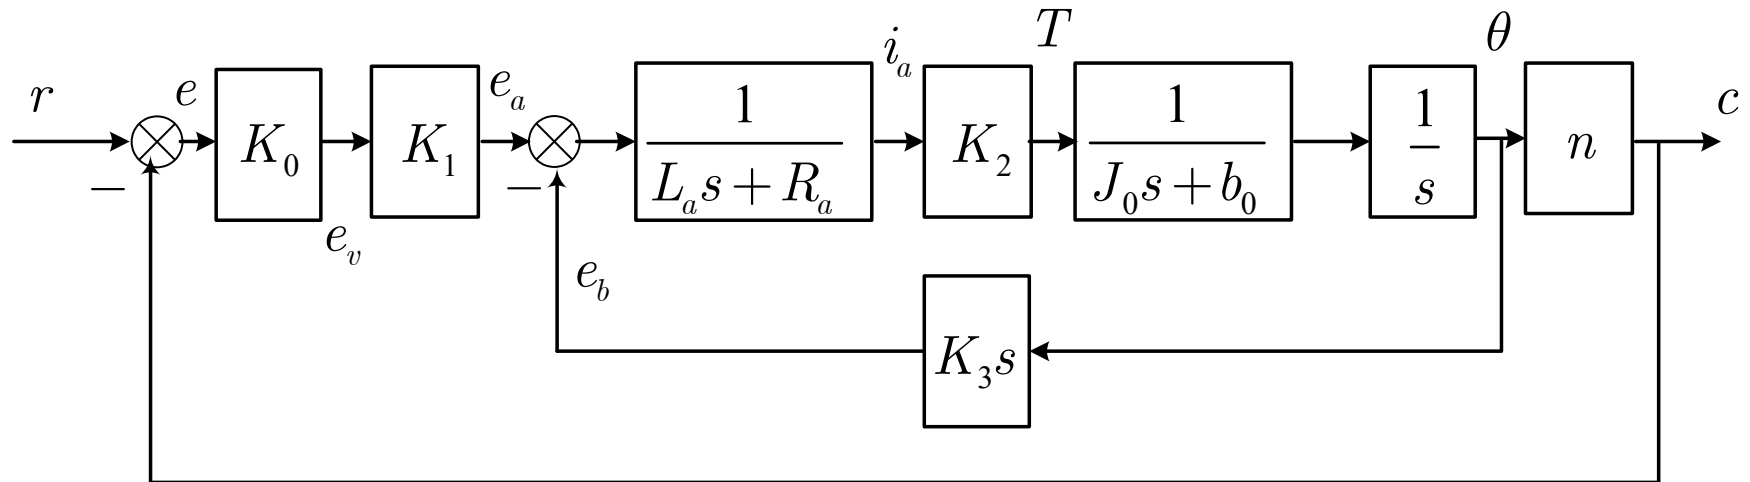 r
e
K_0
e_v
K_1
e_a
−
−
e_b
1
L_a s + R_a
i_a
K_2
T
1
J_0 s + b_0
1
s
θ
n
c
K_3 s